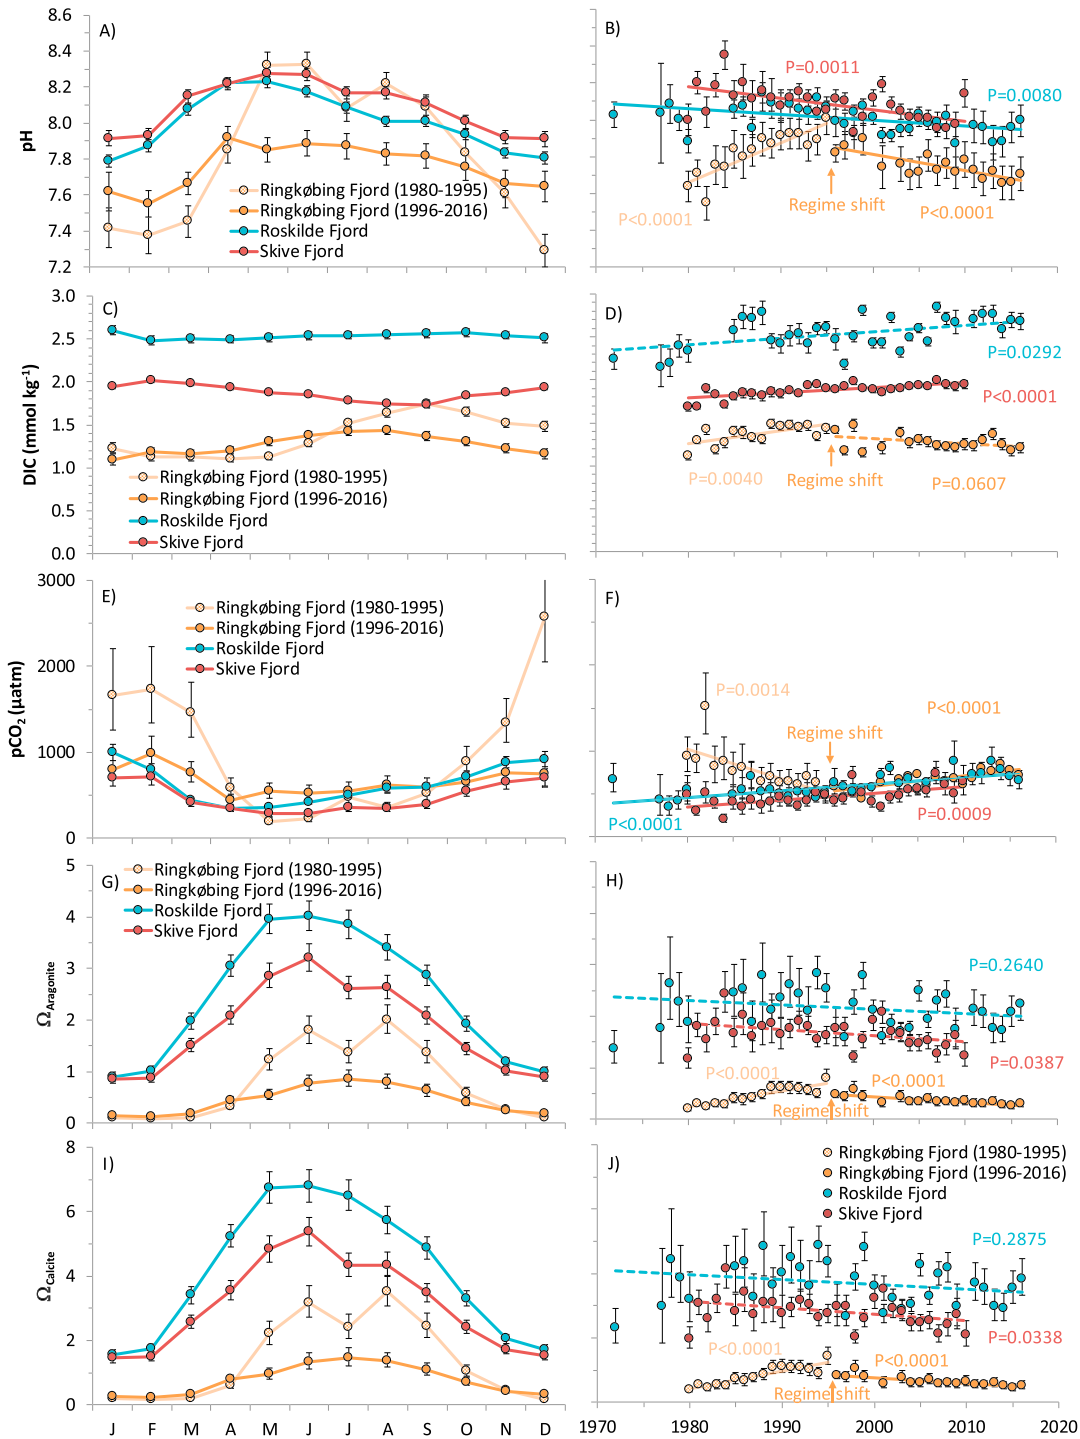 A)
pH
8.6
8.4
8.2
8.0
7.8
7.6
7.4
7.2
Ringkøbing Fjord (1980-1995)
Ringkøbing Fjord (1996-2016)
Roskilde Fjord
Skive Fjord
B)
P=0.0011
P=0.0080
P<0.0001
Regime shift
P<0.0001
C)
DIC (mmol kg⁻¹)
3.0
2.5
2.0
1.5
1.0
0.5
0.0
Ringkøbing Fjord (1980-1995)
Ringkøbing Fjord (1996-2016)
Roskilde Fjord
Skive Fjord
D)
P=0.0292
P<0.0001
P=0.0040
Regime shift
P=0.0607
E)
pCO₂ (µatm)
3000
2000
1000
0
Ringkøbing Fjord (1980-1995)
Ringkøbing Fjord (1996-2016)
Roskilde Fjord
Skive Fjord
F)
P=0.0014
P<0.0001
Regime shift
P<0.0001
P=0.0009
G)
ΩAragonite
5
4
3
2
1
0
Ringkøbing Fjord (1980-1995)
Ringkøbing Fjord (1996-2016)
Roskilde Fjord
Skive Fjord
H)
P=0.2640
P=0.0387
P<0.0001
P<0.0001
Regime shift
I)
ΩCalcite
8
6
4
2
0
J F M A M J J A S O N D
J)
Ringkøbing Fjord (1980-1995)
Ringkøbing Fjord (1996-2016)
Roskilde Fjord
Skive Fjord
P=0.2875
P=0.0338
P<0.0001
P<0.0001
Regime shift
1970 1980 1990 2000 2010 2020